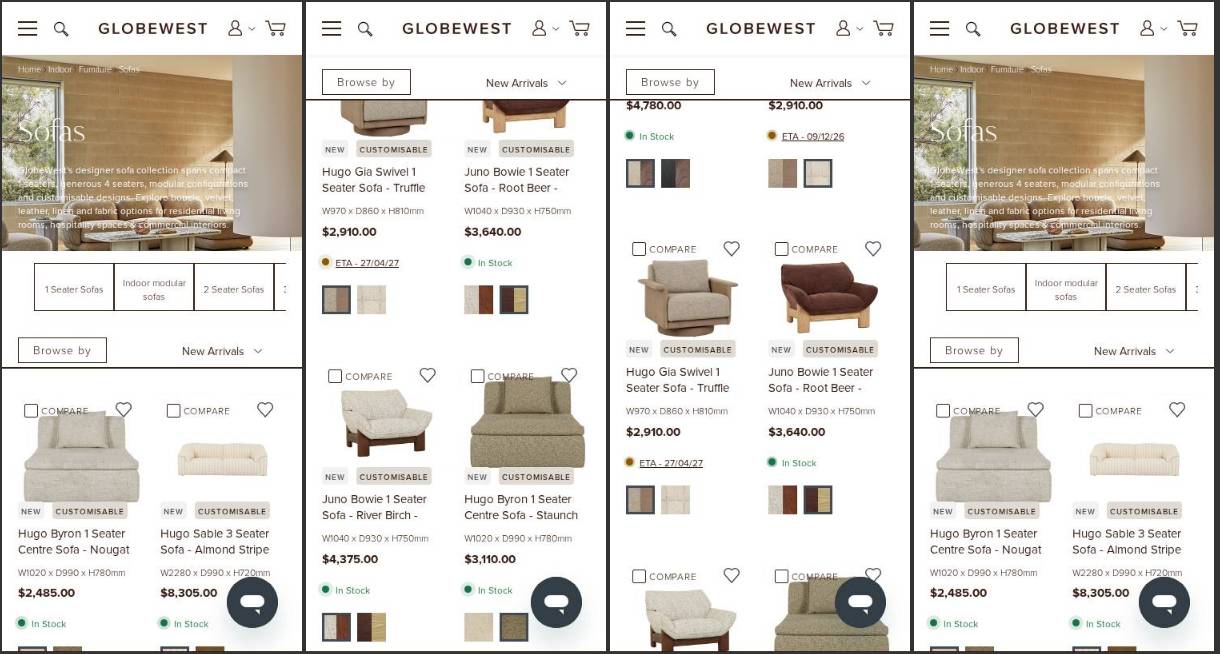 GLOBEWEST
Home Indoor Furniture Sofas
Sofas
GlobeWest's designer sofa collection spans compact
1 seaters, generous 4 seaters, modular configurations
and customisable designs. Explore boucle, velvet,
leather, linen and fabric options for residential living
rooms, hospitality spaces & commercial interiors.
1 Seater Sofas
Indoor modular
sofas
2 Seater Sofas
Browse by
New Arrivals
COMPARE
COMPARE
NEW CUSTOMISABLE
NEW CUSTOMISABLE
Hugo Byron 1 Seater
Centre Sofa - Nougat
Hugo Sable 3 Seater
Sofa - Almond Stripe
W1020 x D990 x H780mm
W2280 x D990 x H720mm
$2,485.00
$8,305.00
In Stock
In Stock
GLOBEWEST
Browse by
New Arrivals
NEW CUSTOMISABLE
NEW CUSTOMISABLE
Hugo Gia Swivel 1
Seater Sofa - Truffle
Juno Bowie 1 Seater
Sofa - Root Beer -
W970 x D860 x H810mm
W1040 x D930 x H750mm
$2,910.00
$3,640.00
ETA - 27/04/27
In Stock
COMPARE
COMPARE
NEW CUSTOMISABLE
NEW CUSTOMISABLE
Juno Bowie 1 Seater
Sofa - River Birch -
Hugo Byron 1 Seater
Centre Sofa - Staunch
W1040 x D930 x H750mm
W1020 x D990 x H780mm
$4,375.00
$3,110.00
In Stock
In Stock
GLOBEWEST
Browse by
New Arrivals
$4,780.00
$2,910.00
In Stock
ETA - 09/12/26
COMPARE
COMPARE
NEW CUSTOMISABLE
NEW CUSTOMISABLE
Hugo Gia Swivel 1
Seater Sofa - Truffle
Juno Bowie 1 Seater
Sofa - Root Beer -
W970 x D860 x H810mm
W1040 x D930 x H750mm
$2,910.00
$3,640.00
ETA - 27/04/27
In Stock
COMPARE
COMPARE
GLOBEWEST
Home Indoor Furniture Sofas
Sofas
GlobeWest's designer sofa collection spans compact
1 seaters, generous 4 seaters, modular configurations
and customisable designs. Explore boucle, velvet,
leather, linen and fabric options for residential living
rooms, hospitality spaces & commercial interiors.
1 Seater Sofas
Indoor modular
sofas
2 Seater Sofas
Browse by
New Arrivals
COMPARE
COMPARE
NEW CUSTOMISABLE
NEW CUSTOMISABLE
Hugo Byron 1 Seater
Centre Sofa - Nougat
Hugo Sable 3 Seater
Sofa - Almond Stripe
W1020 x D990 x H780mm
W2280 x D990 x H720mm
$2,485.00
$8,305.00
In Stock
In Stock